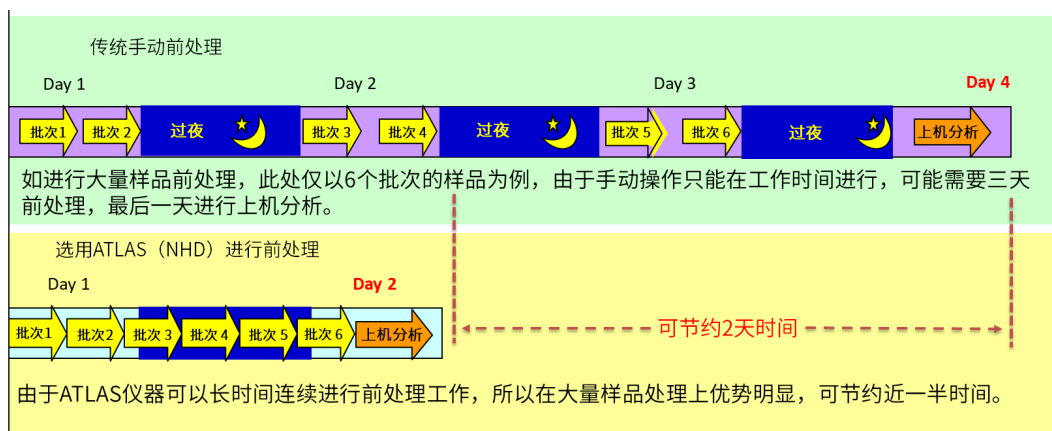 传统手动前处理
Day 1
Day 2
Day 3
Day 4
批次1
批次 2
过夜
批次 3
批次 4
过夜
批次 5
批次 6
过夜
上机分析
如进行大量样品前处理，此处仅以6个批次的样品为例，由于手动操作只能在工作时间进行，可能需要三天
前处理，最后一天进行上机分析。
选用ATLAS（NHD）进行前处理
Day 1
Day 2
批次1
批次2
批次 3
批次 4
批次 5
批次 6
上机分析
可节约2天时间
由于ATLAS仪器可以长时间连续进行前处理工作，所以在大量样品处理上优势明显，可节约近一半时间。